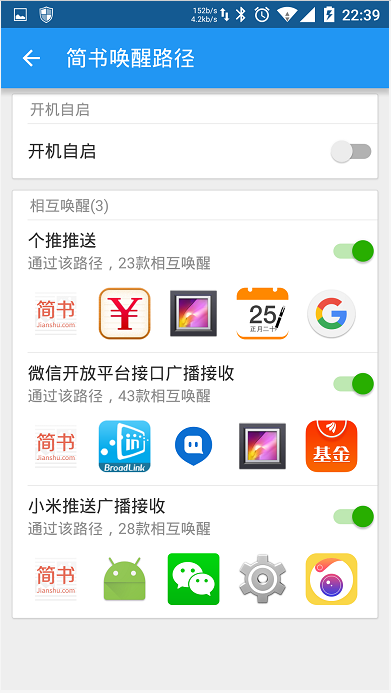 152b/s
4.2kb/s
22:39
简书唤醒路径
开机自启
开机自启
相互唤醒(3)
个推推送
通过该路径，23款相互唤醒
简书
Jianshu.com
25
正月二十
微信开放平台接口广播接收
通过该路径，43款相互唤醒
简书
Jianshu.com
BroadLink
基金
小米推送广播接收
通过该路径，28款相互唤醒
简书
Jianshu.com